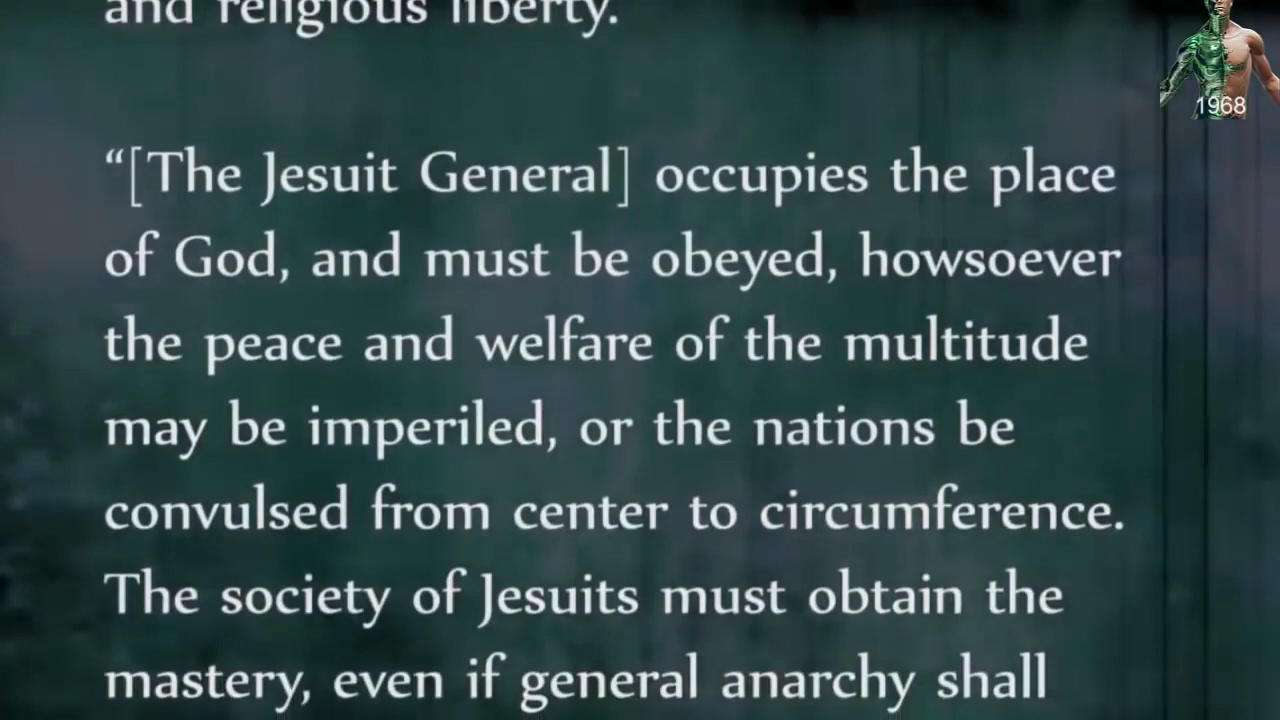 and religious liberty.
1968
“[The Jesuit General] occupies the place
of God, and must be obeyed, howsoever
the peace and welfare of the multitude
may be imperiled, or the nations be
convulsed from center to circumference.
The society of Jesuits must obtain the
mastery, even if general anarchy shall